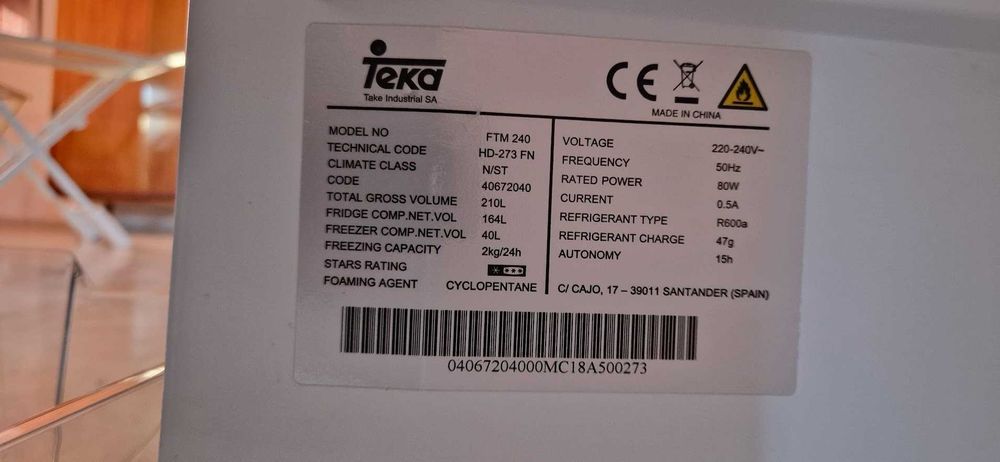 Teka
Take Industrial SA
CE
MADE IN CHINA
MODEL NO FTM 240
TECHNICAL CODE HD-273 FN
CLIMATE CLASS N/ST
CODE 40672040
TOTAL GROSS VOLUME 210L
FRIDGE COMP.NET.VOL 164L
FREEZER COMP.NET.VOL 40L
FREEZING CAPACITY 2kg/24h
STARS RATING
FOAMING AGENT CYCLOPENTANE
VOLTAGE 220-240V~
FREQUENCY 50Hz
RATED POWER 80W
CURRENT 0.5A
REFRIGERANT TYPE R600a
REFRIGERANT CHARGE 47g
AUTONOMY 15h
C/ CAJO, 17 – 39011 SANTANDER (SPAIN)
04067204000MC18A500273